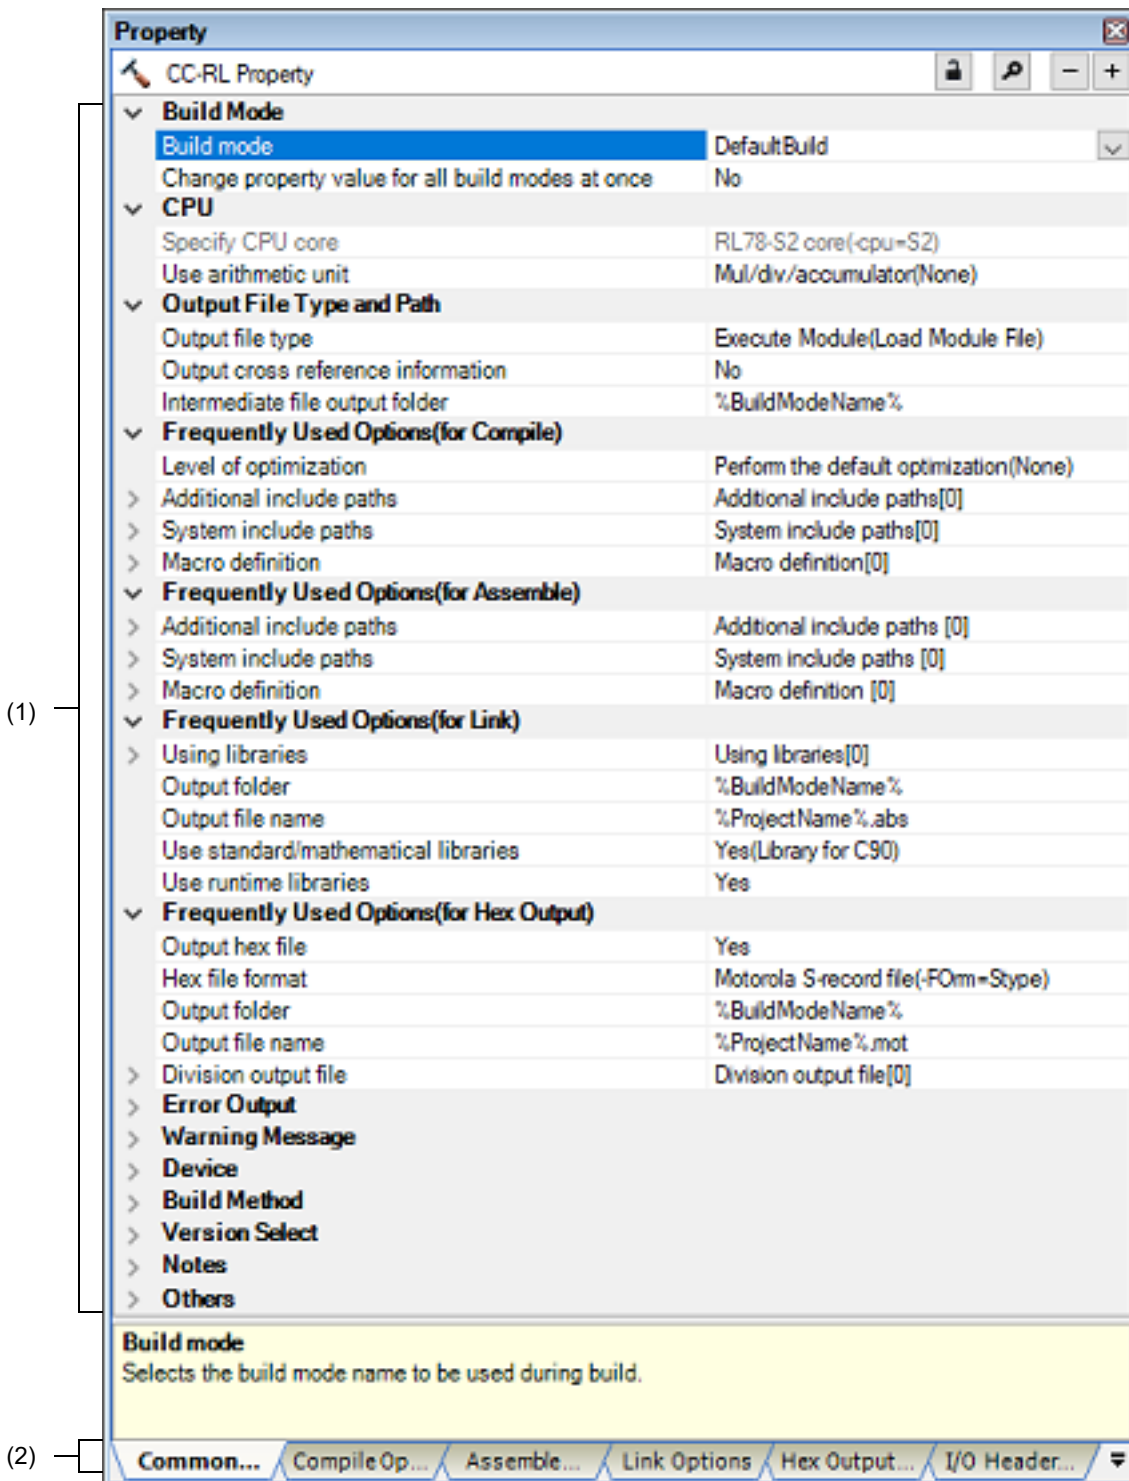 Property
CC-RL Property
Build Mode
Build mode DefaultBuild
Change property value for all build modes at once No
CPU
Specify CPU core RL78-S2 core(-cpu=S2)
Use arithmetic unit Mul/div/accumulator(None)
Output File Type and Path
Output file type Execute Module(Load Module File)
Output cross reference information No
Intermediate file output folder %BuildModeName%
Frequently Used Options(for Compile)
Level of optimization Perform the default optimization(None)
Additional include paths Additional include paths[0]
System include paths System include paths[0]
Macro definition Macro definition[0]
Frequently Used Options(for Assemble)
Additional include paths Additional include paths [0]
System include paths System include paths [0]
Macro definition Macro definition [0]
(1)
Frequently Used Options(for Link)
Using libraries Using libraries[0]
Output folder %BuildModeName%
Output file name %ProjectName%.abs
Use standard/mathematical libraries Yes(Library for C90)
Use runtime libraries Yes
Frequently Used Options(for Hex Output)
Output hex file Yes
Hex file format Motorola S-record file(-FOrm=Stype)
Output folder %BuildModeName%
Output file name %ProjectName%.mot
Division output file Division output file[0]
Error Output
Warning Message
Device
Build Method
Version Select
Notes
Others
Build mode
Selects the build mode name to be used during build.
(2)
Common... Compile Op... Assemble... Link Options Hex Output... I/O Header...